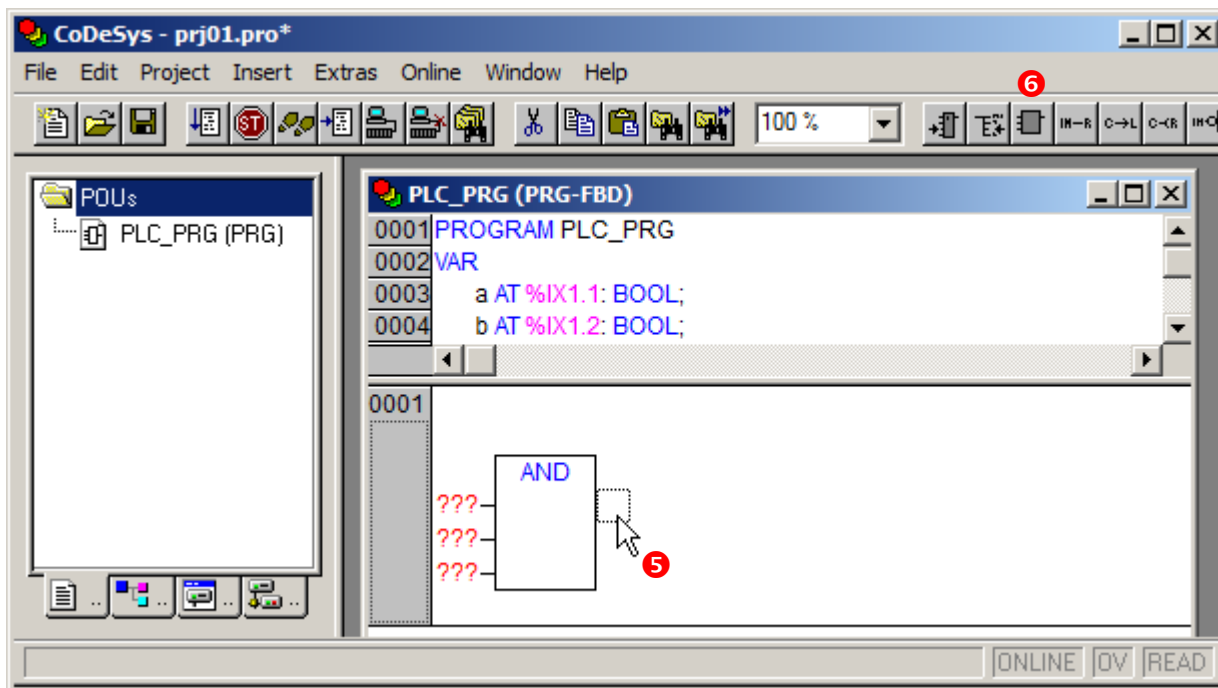 CoDeSys - prj01.pro*
File Edit Project Insert Extras Online Window Help
6
ST 100 % IN-R C→L C-<R
POUs
PLC_PRG (PRG)
PLC_PRG (PRG-FBD)
0001 PROGRAM PLC_PRG
0002 VAR
0003 a AT %IX1.1: BOOL;
0004 b AT %IX1.2: BOOL;
0001
AND
???
???
5
???
.. .. .. ..
ONLINE OV READ